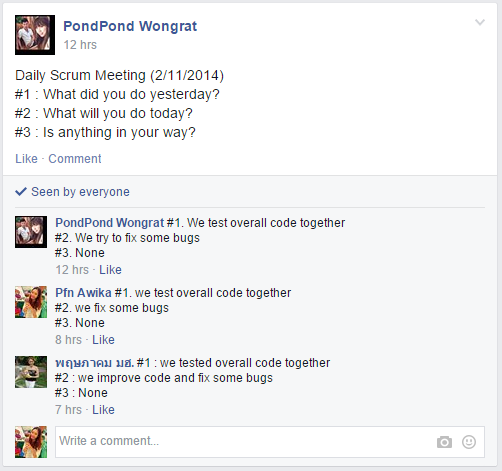 PondPond Wongrat
12 hrs
Daily Scrum Meeting (2/11/2014)
#1 : What did you do yesterday?
#2 : What will you do today?
#3 : Is anything in your way?
Like · Comment
Seen by everyone
PondPond Wongrat #1. We test overall code together
#2. We try to fix some bugs
#3. None
12 hrs · Like
Pfn Awika #1. we test overall code together
#2. we fix some bugs
#3. None
8 hrs · Like
พฤษภาคม มฮ. #1 : we tested overall code together
#2 : we improve code and fix some bugs
#3 : None
7 hrs · Like
Write a comment...